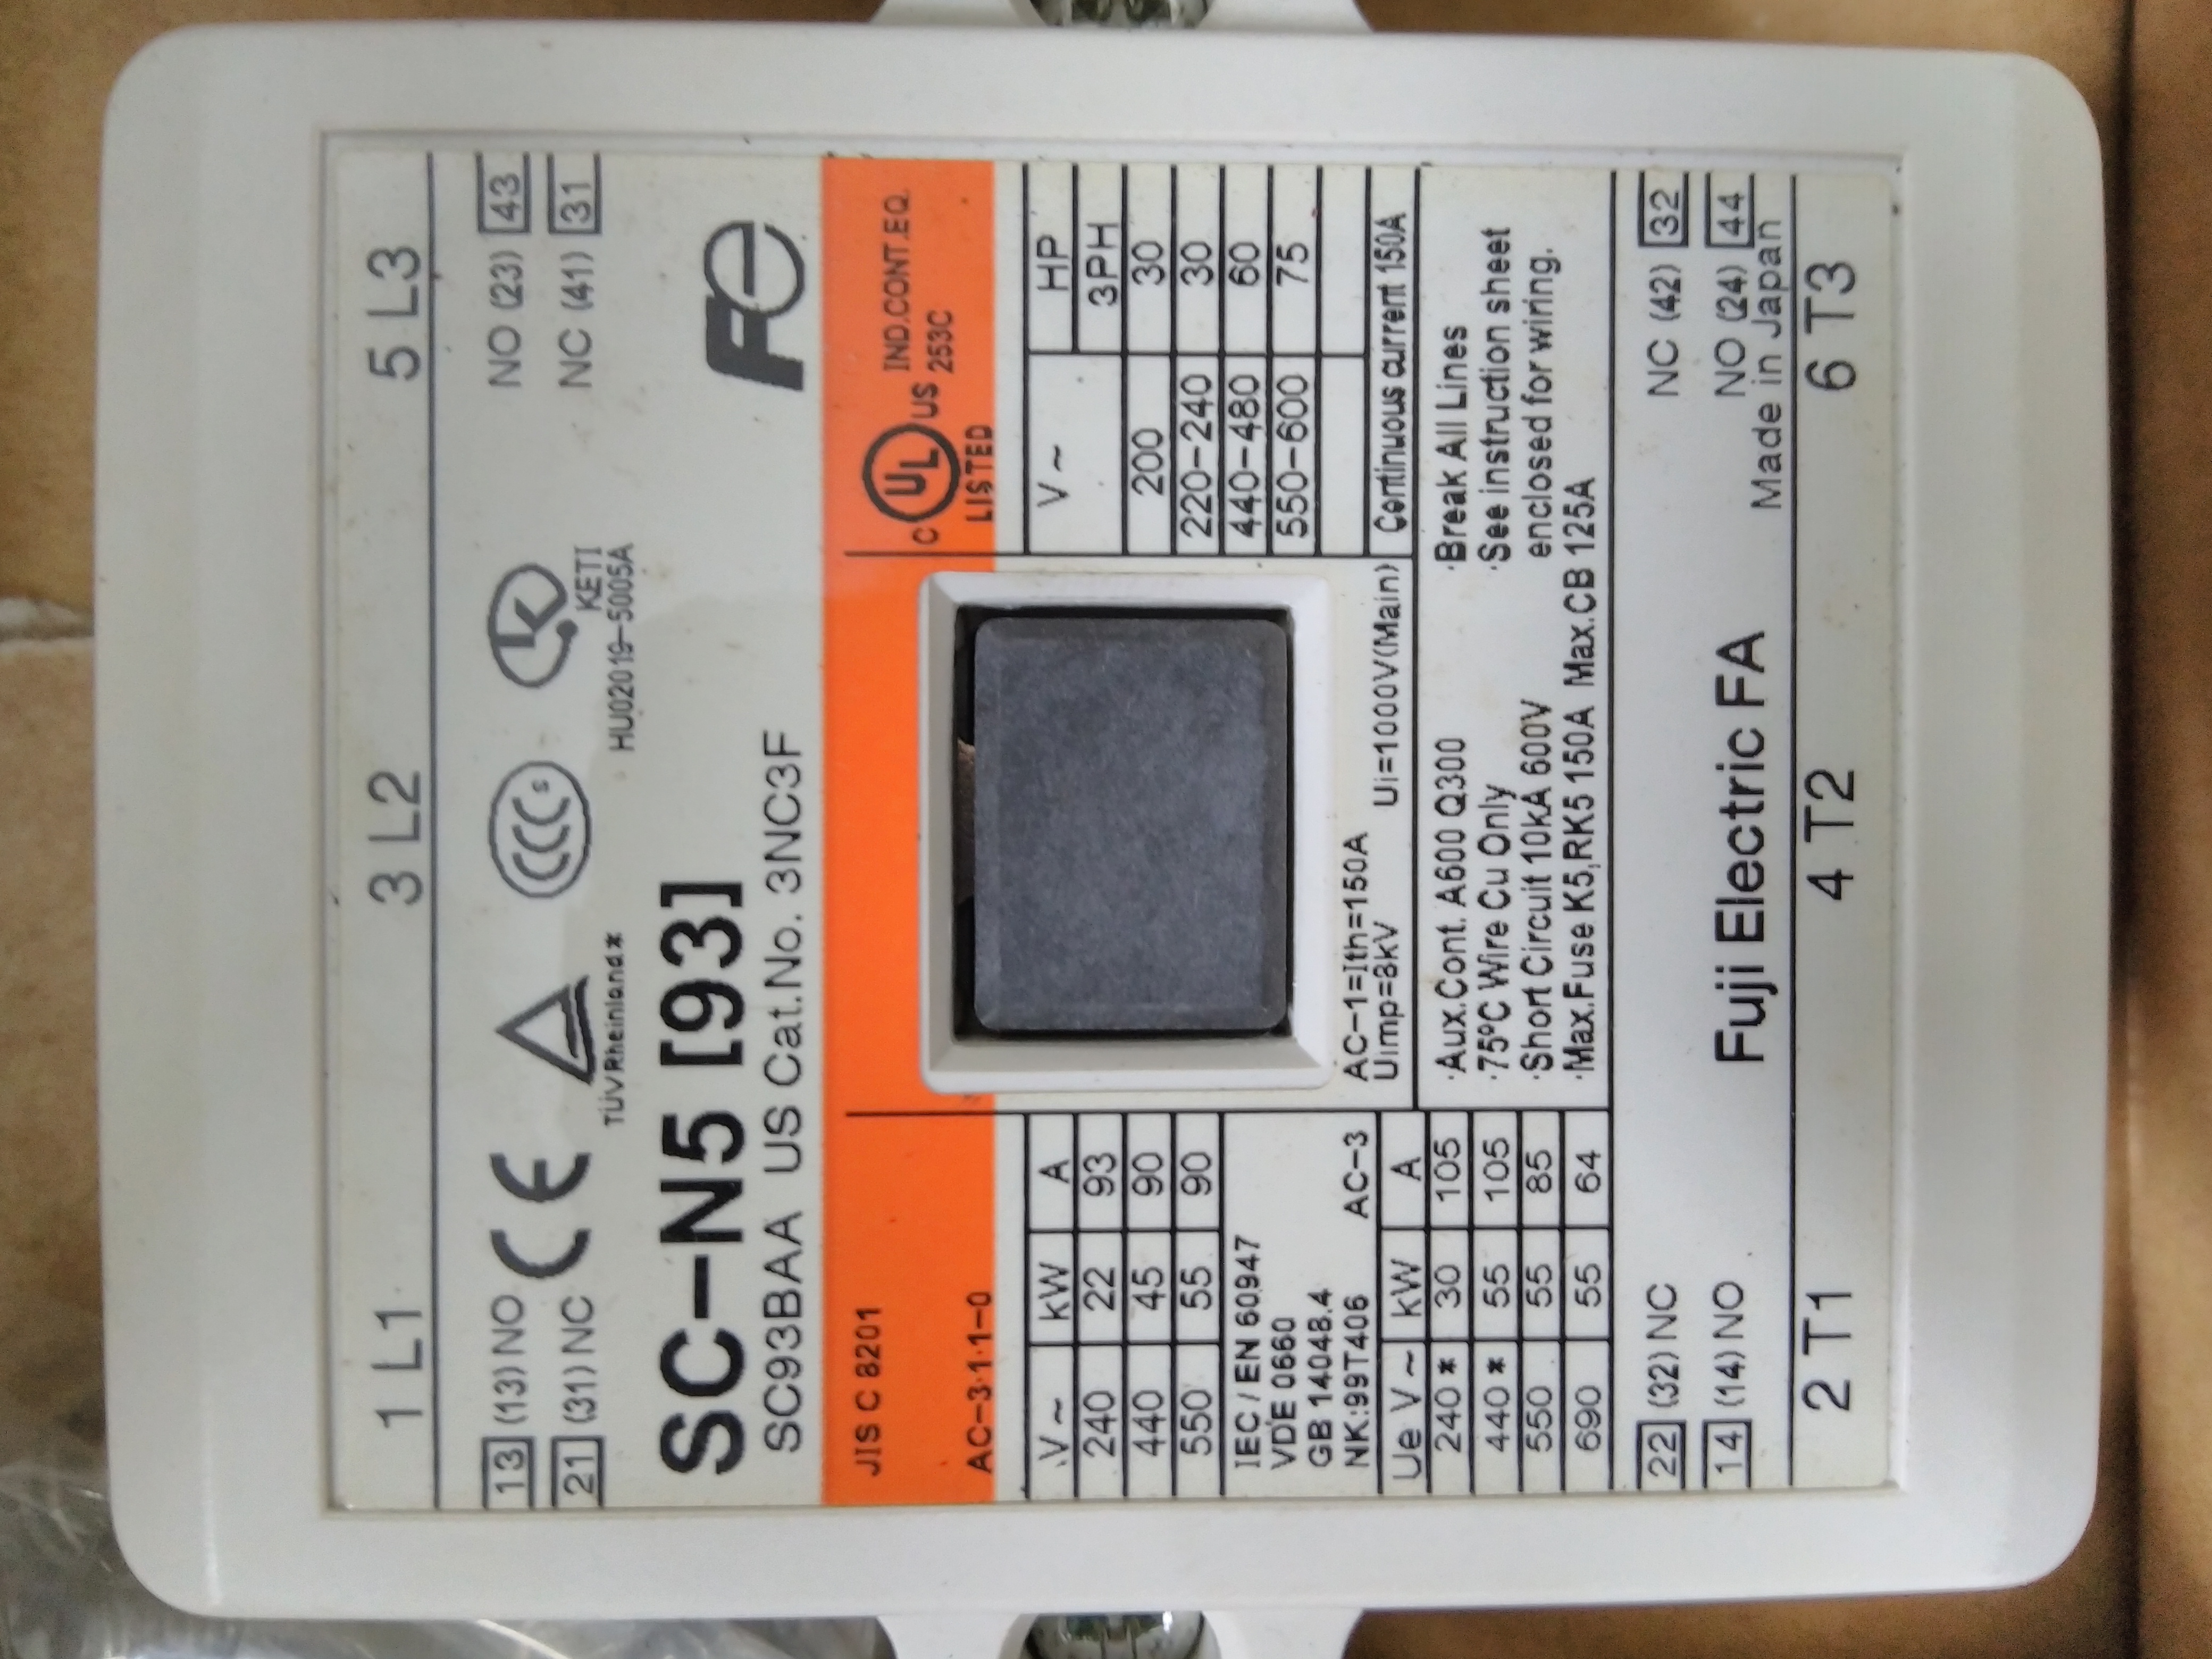 1 L1 3 L2 5 L3
13 (13) NO NO (23) 43
21 (31) NC NC (41) 31
CE
TÜVRheinland*
CCC S
KETI
HU02019-5005A
SC-N5 [93]
SC93BAA US Cat.No. 3NC3F
Fe
JIS C 8201
AC-3·1·1-0
C UL US IND.CONT.EQ.
253C
LISTED
V~ kW A
240 22 93
440 45 90
550 55 90
V~ HP
3PH
200 30
220-240 30
440-480 60
550-600 75
Continuous current 150A
IEC / EN 60947
VDE 0660
GB 14048.4
NK:99T406 AC-3
AC-1=Ith=150A
Uimp=8kV Ui=1000V(Main)
Ue V~ kW A
240* 30 105
440* 55 105
550 55 85
690 55 64
·Aux.Cont. A600 Q300
·75°C Wire Cu Only
·Short Circuit 10kA 600V
·Max.Fuse K5,RK5 150A Max.CB 125A
·Break All Lines
·See instruction sheet
enclosed for wiring.
22 (32) NC NC (42) 32
14 (14) NO NO (24) 44
Fuji Electric FA
Made in Japan
2 T1 4 T2 6 T3